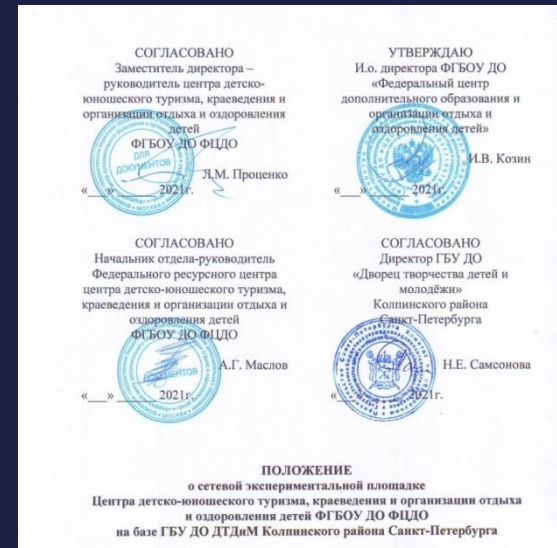 СОГЛАСОВАНО
Заместитель директора –
руководитель центра детско-
юношеского туризма, краеведения и
организации отдыха и оздоровления
детей
ФГБОУ ДО ФЦДО
ДЛЯ
ДОКУМЕНТОВ
Л.М. Проценко
«___» ______ 2021г.
УТВЕРЖДАЮ
И.о. директора ФГБОУ ДО
«Федеральный центр
дополнительного образования и
организации отдыха и
оздоровления детей»
И.В. Козин
«___» ______ 2021г.
СОГЛАСОВАНО
Начальник отдела-руководитель
Федерального ресурсного центра
центра детско-юношеского туризма,
краеведения и организации отдыха и
оздоровления детей
ФГБОУ ДО ФЦДО
ДЛЯ
ДОКУМЕНТОВ
А.Г. Маслов
«___» ______ 2021г.
СОГЛАСОВАНО
Директор ГБУ ДО
«Дворец творчества детей и
молодёжи»
Колпинского района
Санкт-Петербурга
Н.Е. Самсонова
«___» ______ 2021г.
ПОЛОЖЕНИЕ
о сетевой экспериментальной площадке
Центра детско-юношеского туризма, краеведения и организации отдыха
и оздоровления детей ФГБОУ ДО ФЦДО
на базе ГБУ ДО ДТДиМ Колпинского района Санкт-Петербурга